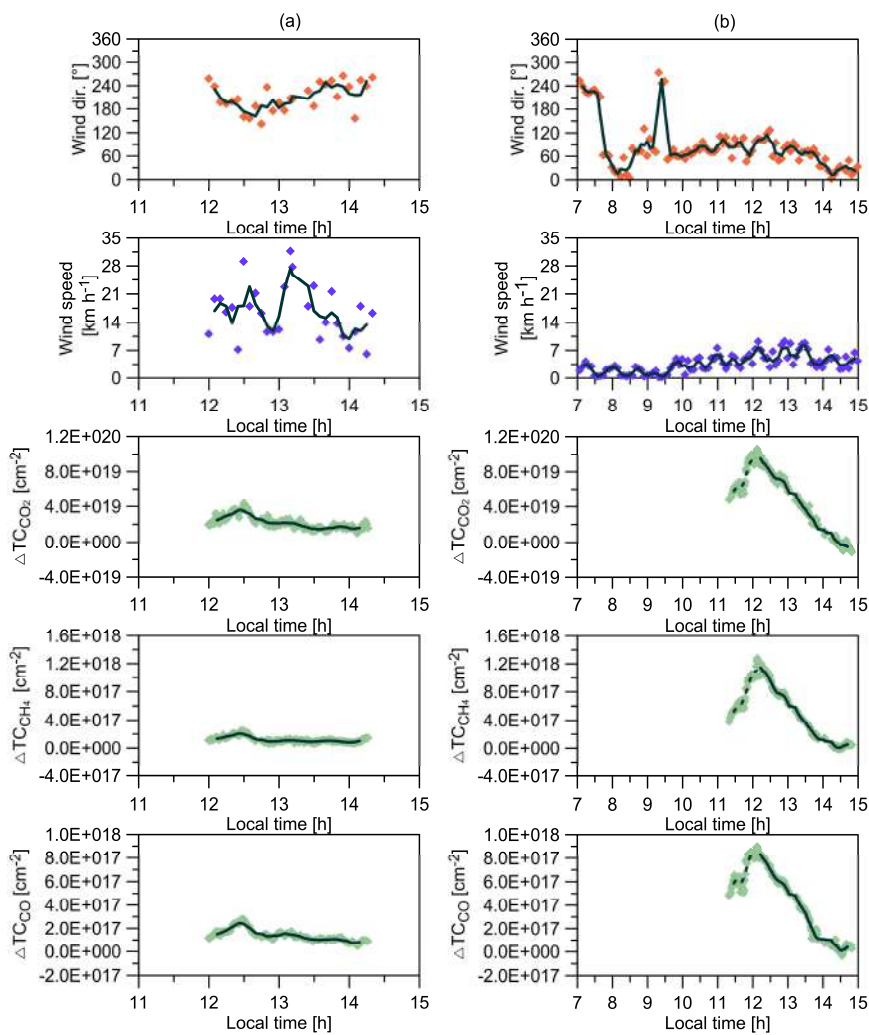 (a)
(b)
Wind dir. [°]
360
300
240
180
120
60
0
11 12 13 14 15
Local time [h]
Wind dir. [°]
360
300
240
180
120
60
0
7 8 9 10 11 12 13 14 15
Local time [h]
Wind speed
[km h⁻¹]
35
28
21
14
7
0
11 12 13 14 15
Local time [h]
Wind speed
[km h⁻¹]
35
28
21
14
7
0
7 8 9 10 11 12 13 14 15
Local time [h]
△TC_CO₂ [cm⁻²]
1.2E+020
8.0E+019
4.0E+019
0.0E+000
-4.0E+019
11 12 13 14 15
Local time [h]
△TC_CO₂ [cm⁻²]
1.2E+020
8.0E+019
4.0E+019
0.0E+000
-4.0E+019
7 8 9 10 11 12 13 14 15
Local time [h]
△TC_CH₄ [cm⁻²]
1.6E+018
1.2E+018
8.0E+017
4.0E+017
0.0E+000
-4.0E+017
11 12 13 14 15
Local time [h]
△TC_CH₄ [cm⁻²]
1.6E+018
1.2E+018
8.0E+017
4.0E+017
0.0E+000
-4.0E+017
7 8 9 10 11 12 13 14 15
Local time [h]
△TC_CO [cm⁻²]
1.0E+018
8.0E+017
6.0E+017
4.0E+017
2.0E+017
0.0E+000
-2.0E+017
11 12 13 14 15
Local time [h]
△TC_CO [cm⁻²]
1.0E+018
8.0E+017
6.0E+017
4.0E+017
2.0E+017
0.0E+000
-2.0E+017
7 8 9 10 11 12 13 14 15
Local time [h]